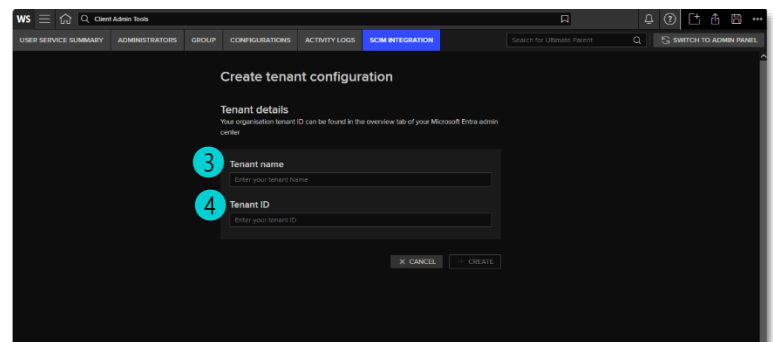 WS Client Admin Tools
USER SERVICE SUMMARY ADMINISTRATORS GROUP CONFIGURATIONS ACTIVITY LOGS SCIM INTEGRATION Search for Ultimate Parent SWITCH TO ADMIN PANEL
Create tenant configuration
Tenant details
Your organisation tenant ID can be found in the overview tab of your Microsoft Entra admin
center
3 Tenant name
Enter your tenant Name
4 Tenant ID
Enter your tenant ID
CANCEL + CREATE